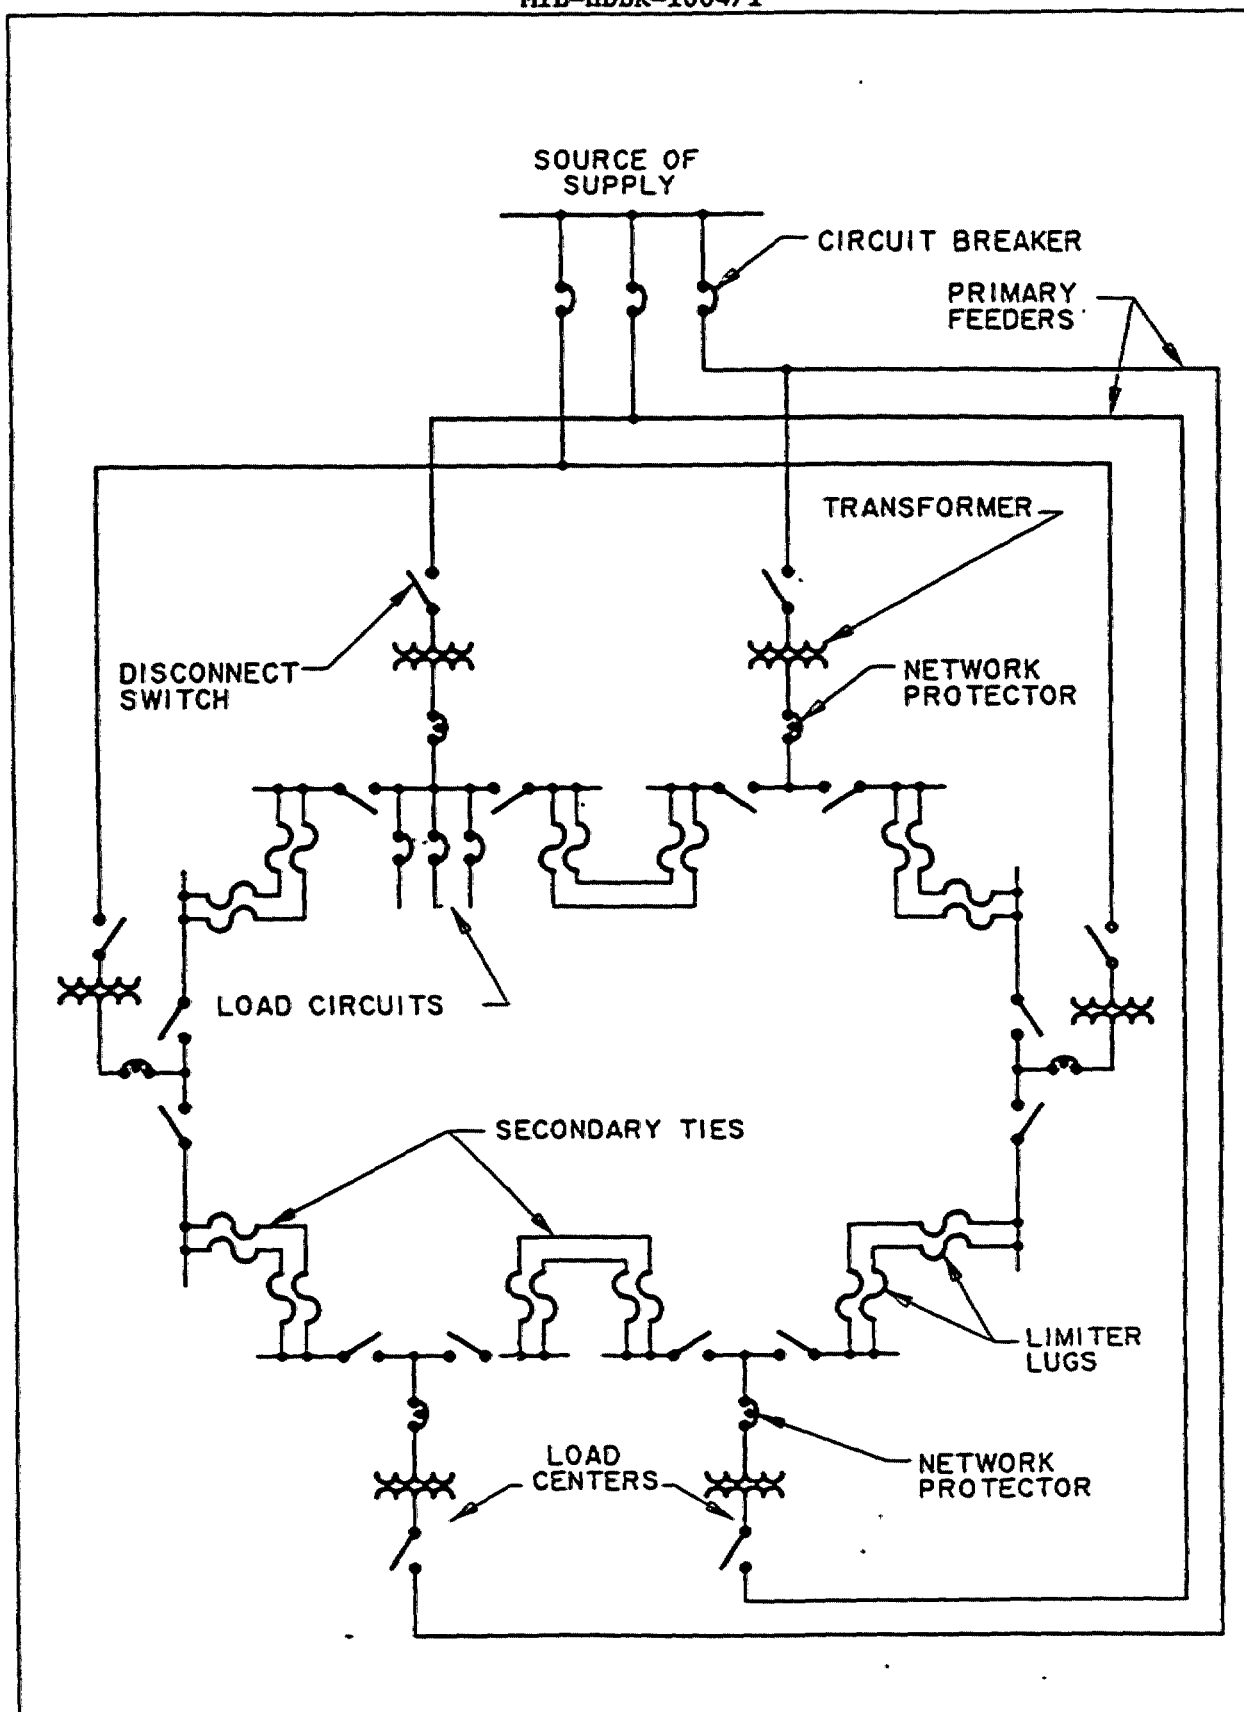 SOURCE OF
SUPPLY
CIRCUIT BREAKER
PRIMARY
FEEDERS
TRANSFORMER
DISCONNECT
SWITCH
NETWORK
PROTECTOR
LOAD CIRCUITS
SECONDARY TIES
LIMITER
LUGS
LOAD
CENTERS
NETWORK
PROTECTOR